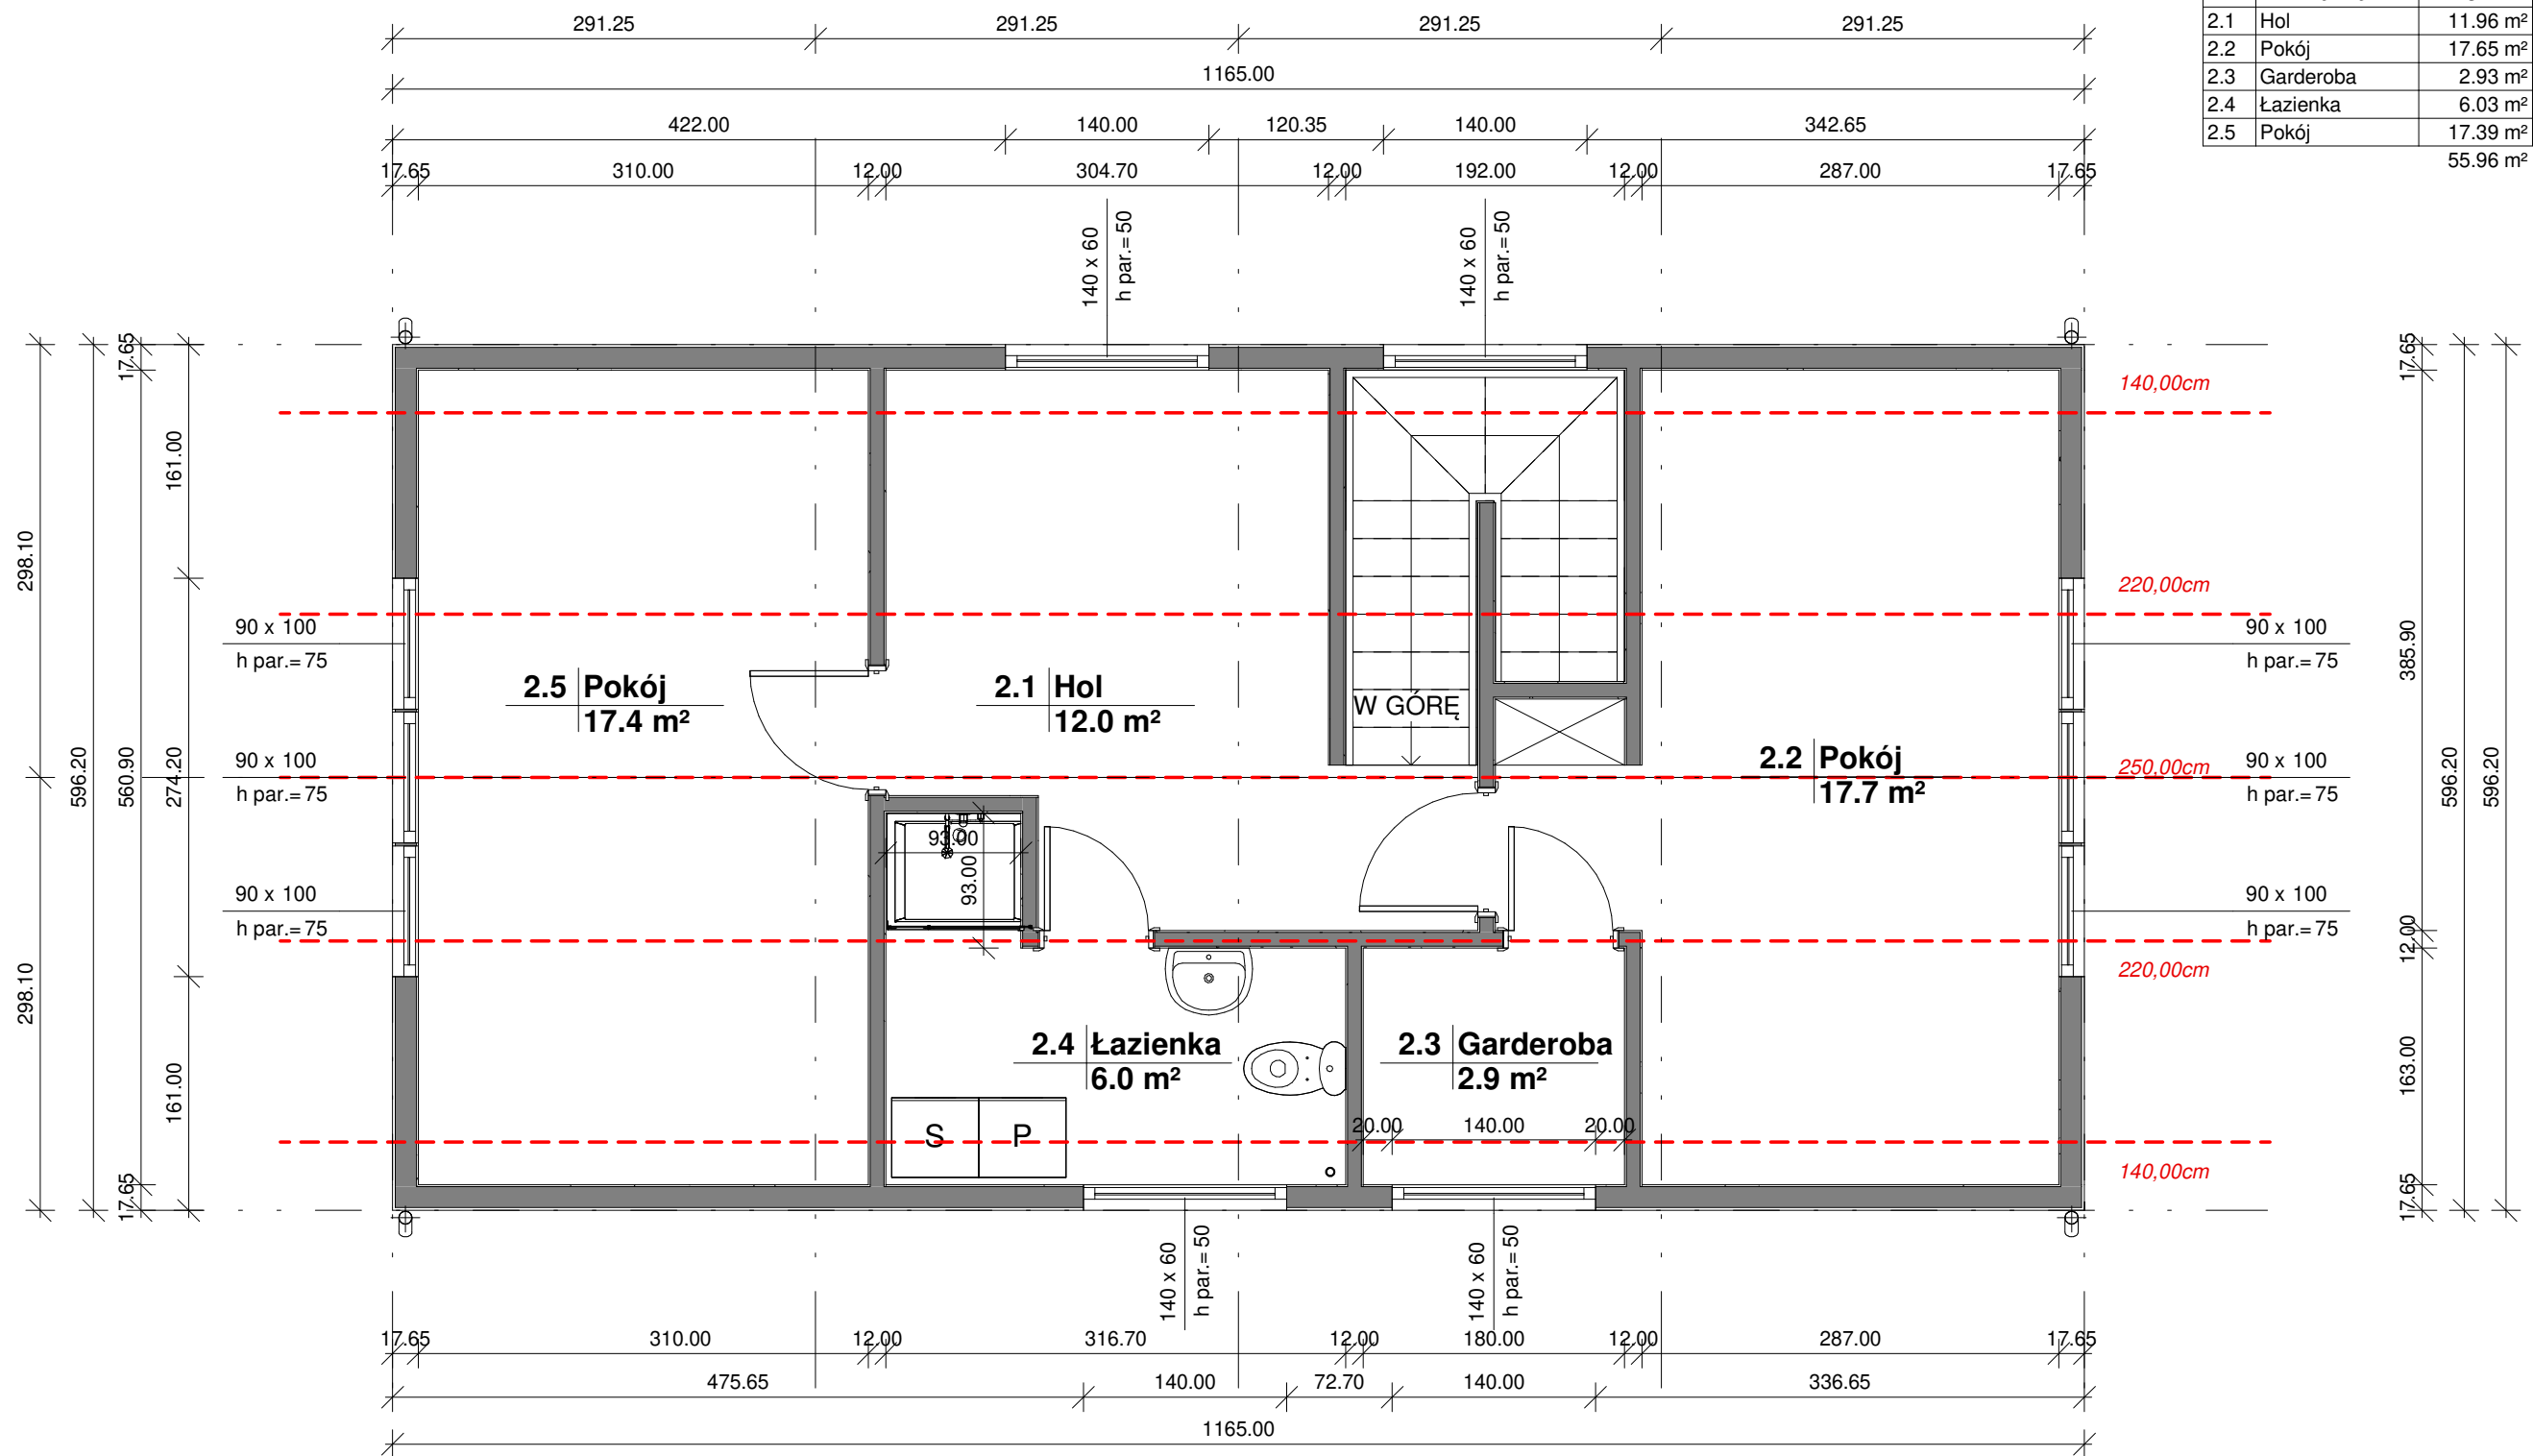 291.25 291.25 291.25 291.25
1165.00
422.00 140.00 120.35 140.00 342.65
17.65 310.00 12.00 304.70 12.00 192.00 12.00 287.00 17.65
2.1 Hol 11.96 m²
2.2 Pokój 17.65 m²
2.3 Garderoba 2.93 m²
2.4 Łazienka 6.03 m²
2.5 Pokój 17.39 m²
55.96 m²
140 x 60
h par.= 50
140 x 60
h par.= 50
298.10
298.10
596.20
17.65
560.90
17.65
161.00
274.20
161.00
90 x 100
h par.= 75
90 x 100
h par.= 75
90 x 100
h par.= 75
2.5 Pokój
17.4 m²
2.1 Hol
12.0 m²
W GÓRĘ
2.2 Pokój
17.7 m²
93.00
93.00
2.4 Łazienka
6.0 m²
2.3 Garderoba
2.9 m²
S P
20.00 140.00 20.00
140,00cm
220,00cm
250,00cm
220,00cm
140,00cm
90 x 100
h par.= 75
90 x 100
h par.= 75
90 x 100
h par.= 75
17.65
385.90
12.00
163.00
17.65
596.20
596.20
140 x 60
h par.= 50
140 x 60
h par.= 50
17.65 310.00 12.00 316.70 12.00 180.00 12.00 287.00 17.65
475.65 140.00 72.70 140.00 336.65
1165.00